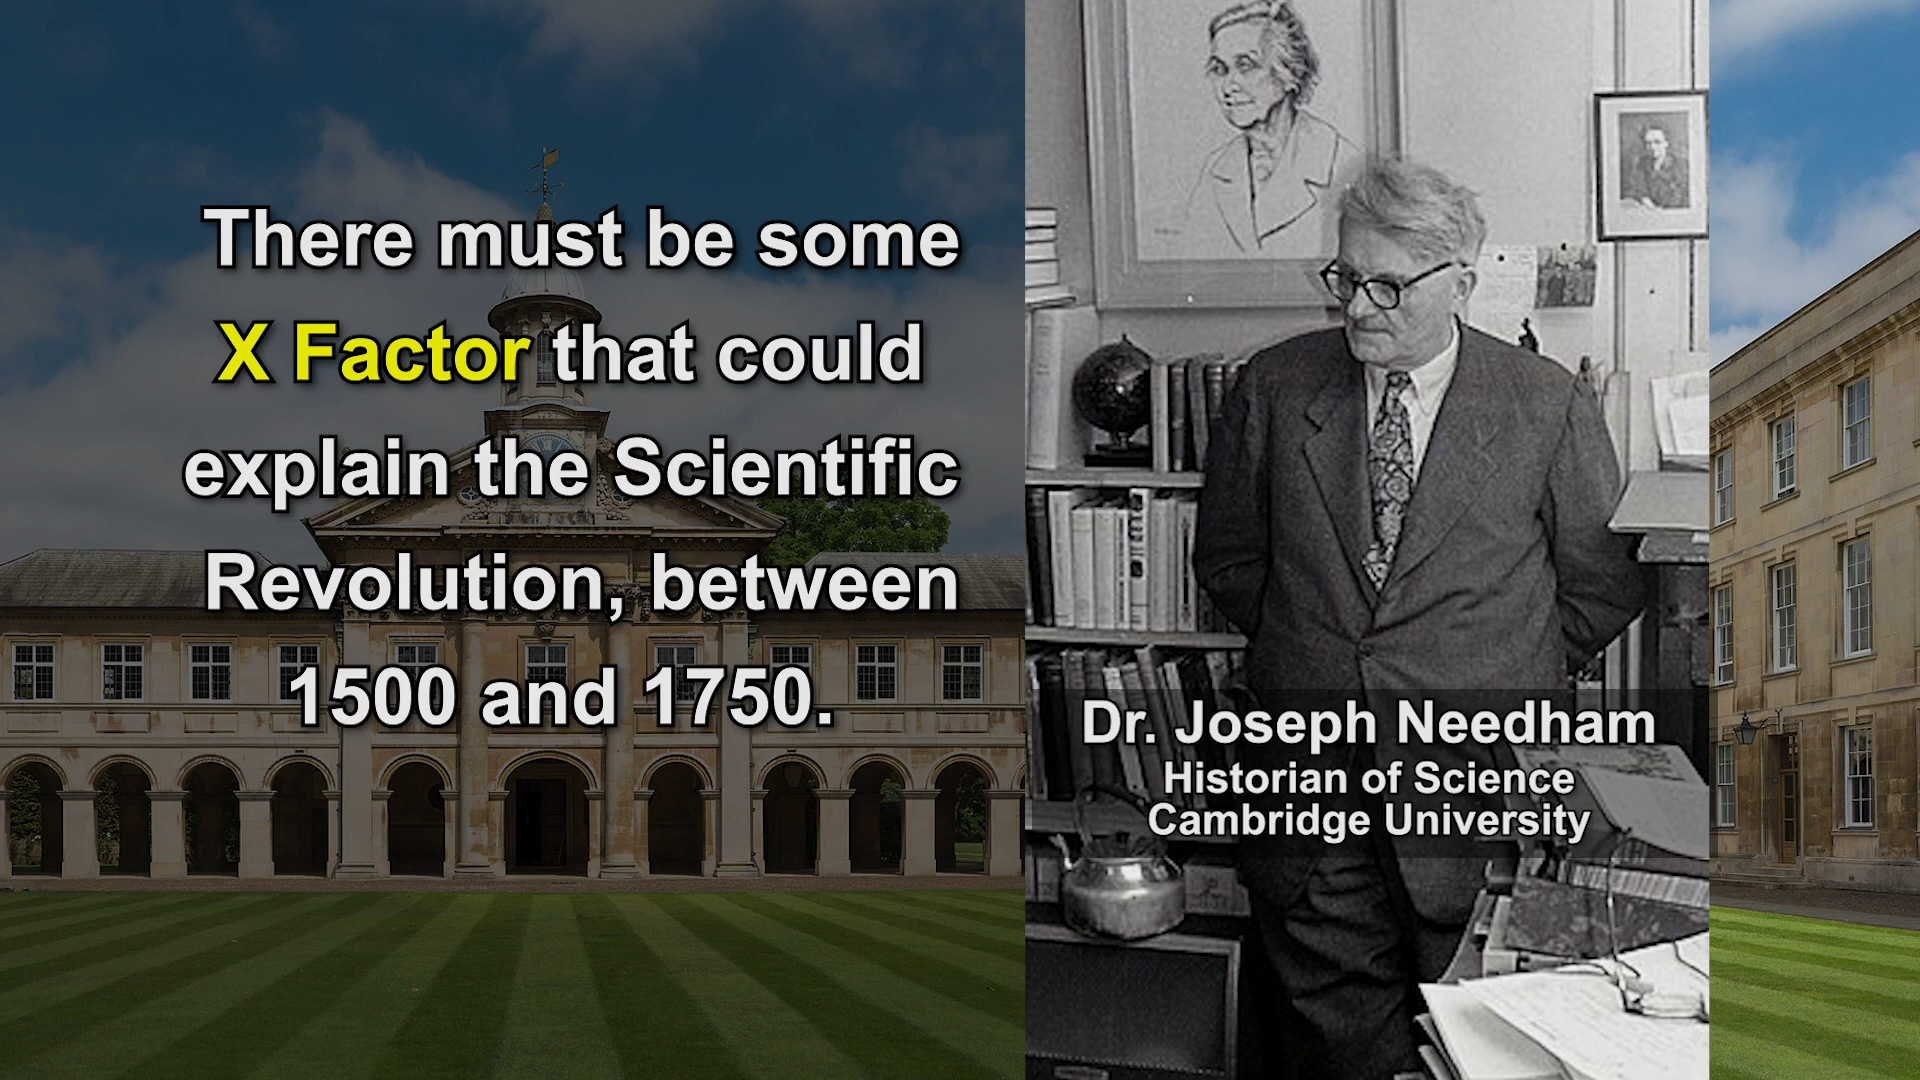 There must be some
X Factor that could
explain the Scientific
Revolution, between
1500 and 1750.
Dr. Joseph Needham
Historian of Science
Cambridge University